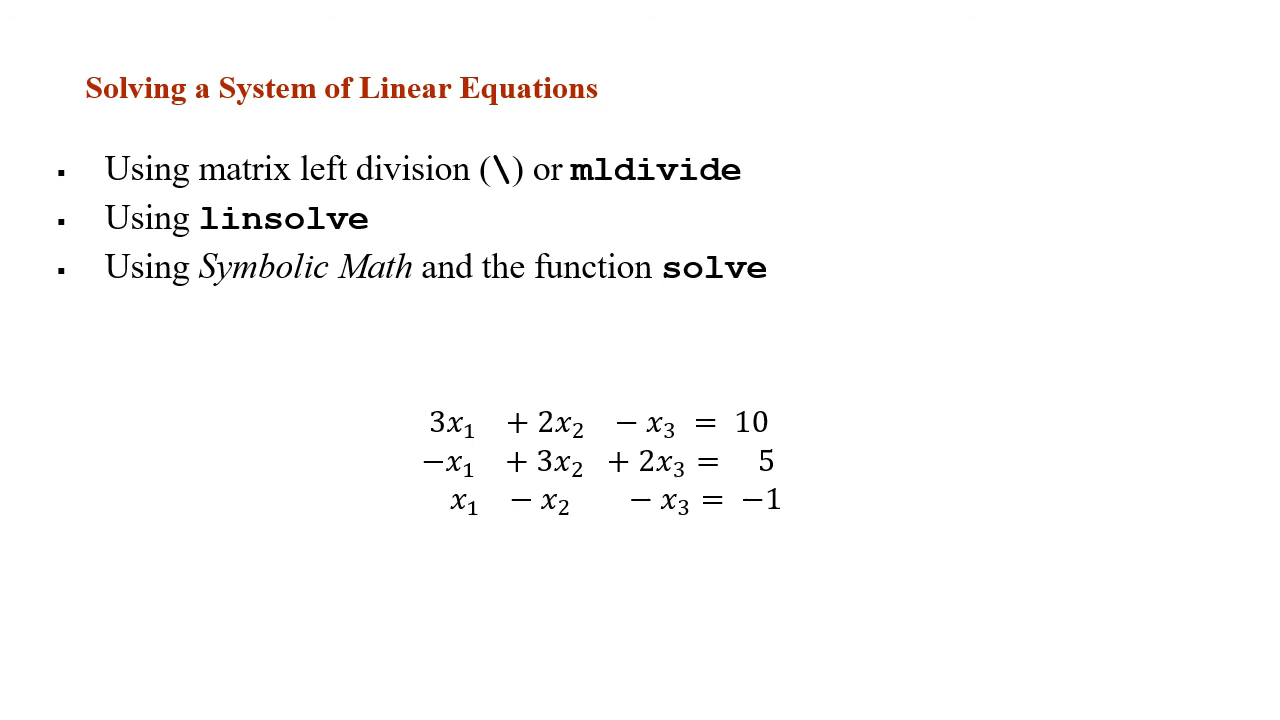 Solving a System of Linear Equations
▪ Using matrix left division (\) or mldivide
▪ Using linsolve
▪ Using Symbolic Math and the function solve
3x₁ + 2x₂ − x₃ = 10
−x₁ + 3x₂ + 2x₃ = 5
x₁ − x₂ − x₃ = −1